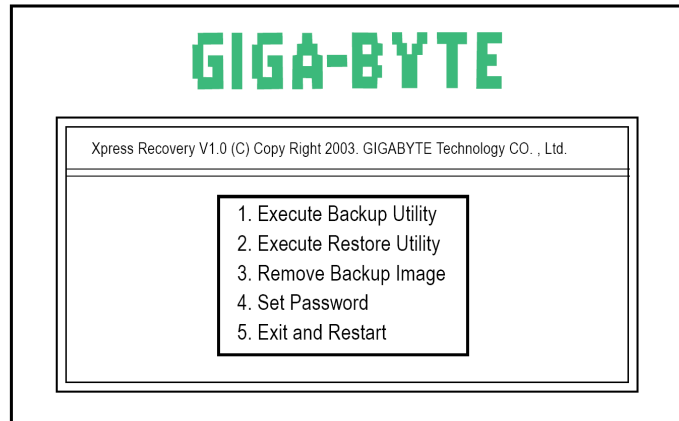 GIGA-BYTE
Xpress Recovery V1.0 (C) Copy Right 2003. GIGABYTE Technology CO. , Ltd.
1. Execute Backup Utility
2. Execute Restore Utility
3. Remove Backup Image
4. Set Password
5. Exit and Restart